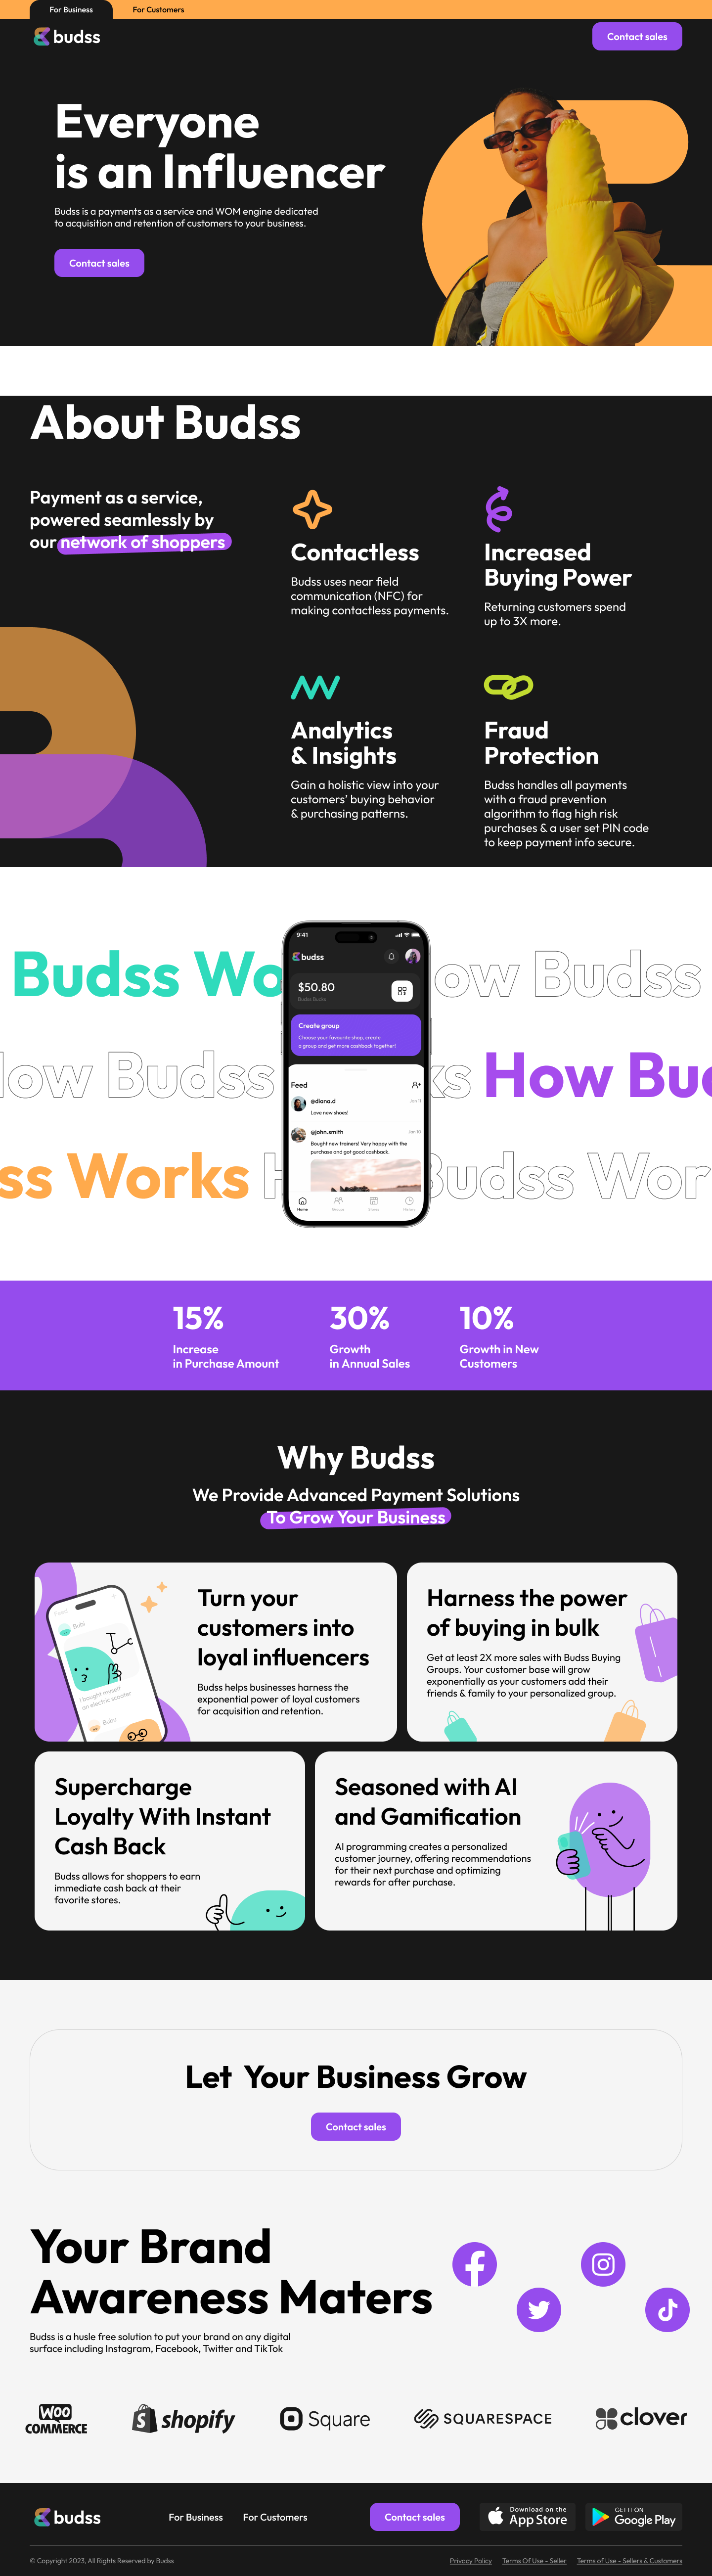 For Business
For Customers
budss
Contact sales
Everyone
is an Influencer
Budss is a payments as a service and WOM engine dedicated
to acquisition and retention of customers to your business.
Contact sales
About Budss
Payment as a service,
powered seamlessly by
our network of shoppers
Contactless
Budss uses near field
communication (NFC) for
making contactless payments.
Increased
Buying Power
Returning customers spend
up to 3X more.
Analytics
& Insights
Gain a holistic view into your
customers' buying behavior
& purchasing patterns.
Fraud
Protection
Budss handles all payments
with a fraud prevention
algorithm to flag high risk
purchases & a user set PIN code
to keep payment info secure.
Budss Wo
ow Budss
ow Budss
ks How Bud
ss Works H
Budss Wor
9:41
budss
$50.80
Budss Bucks
Create group
Choose your favourite shop, create
a group and get more cashback together!
Feed
@diana.d
Jan 11
Love new shoes!
@john.smith
Jan 10
Bought new trainers! Very happy with the
purchase and got good cashback.
Home
Groups
Stores
History
15%
Increase
in Purchase Amount
30%
Growth
in Annual Sales
10%
Growth in New
Customers
Why Budss
We Provide Advanced Payment Solutions
To Grow Your Business
Feed
Bubi
I bought myself
an electric scooter
Bubu
Turn your
customers into
loyal influencers
Budss helps businesses harness the
exponential power of loyal customers
for acquisition and retention.
Harness the power
of buying in bulk
Get at least 2X more sales with Budss Buying
Groups. Your customer base will grow
exponentially as your customers add their
friends & family to your personalized group.
Supercharge
Loyalty With Instant
Cash Back
Budss allows for shoppers to earn
immediate cash back at their
favorite stores.
Seasoned with AI
and Gamification
AI programming creates a personalized
customer journey, offering recommendations
for their next purchase and optimizing
rewards for after purchase.
Let Your Business Grow
Contact sales
Your Brand
Awareness Maters
Budss is a husle free solution to put your brand on any digital
surface including Instagram, Facebook, Twitter and TikTok
WOO
COMMERCE
shopify
Square
SQUARESPACE
clover
budss
For Business
For Customers
Contact sales
Download on the
App Store
GET IT ON
Google Play
© Copyright 2023, All Rights Reserved by Budss
Privacy Policy
Terms Of Use - Seller
Terms of Use - Sellers & Customers